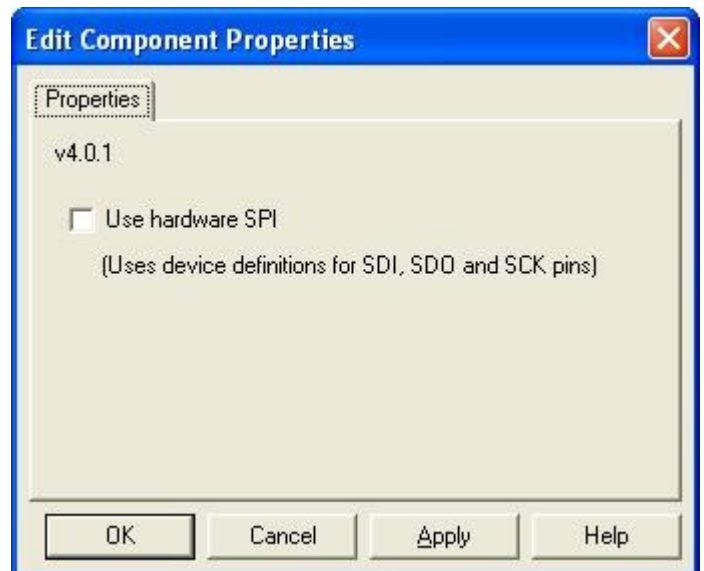 Edit Component Properties
Properties
v4.0.1
Use hardware SPI
(Uses device definitions for SDI, SDO and SCK pins)
OK Cancel Apply Help